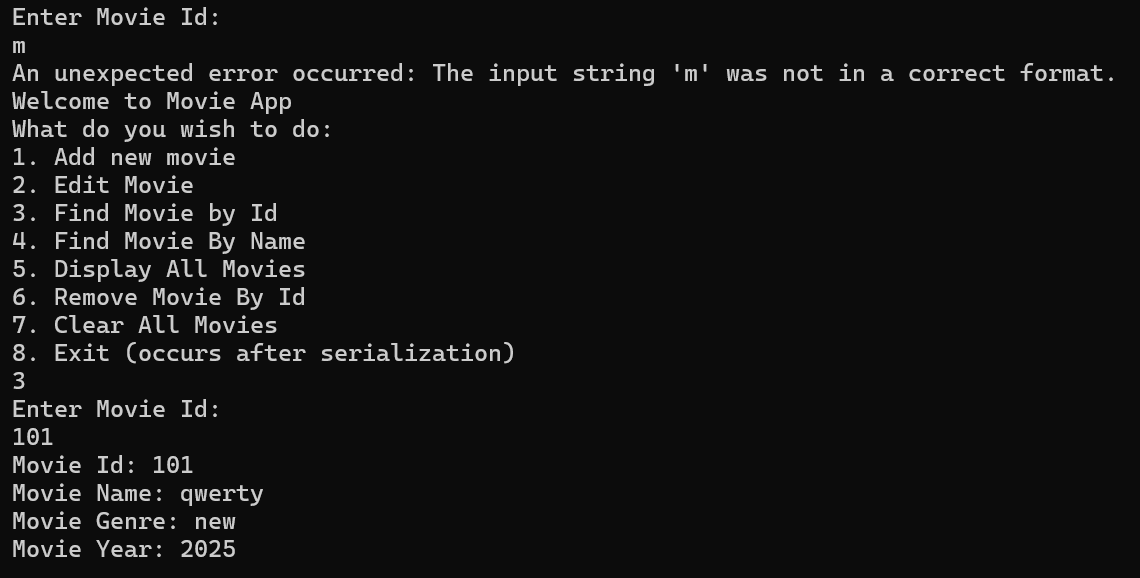 Enter Movie Id:
m
An unexpected error occurred: The input string 'm' was not in a correct format.
Welcome to Movie App
What do you wish to do:
1. Add new movie
2. Edit Movie
3. Find Movie by Id
4. Find Movie By Name
5. Display All Movies
6. Remove Movie By Id
7. Clear All Movies
8. Exit (occurs after serialization)
3
Enter Movie Id:
101
Movie Id: 101
Movie Name: qwerty
Movie Genre: new
Movie Year: 2025